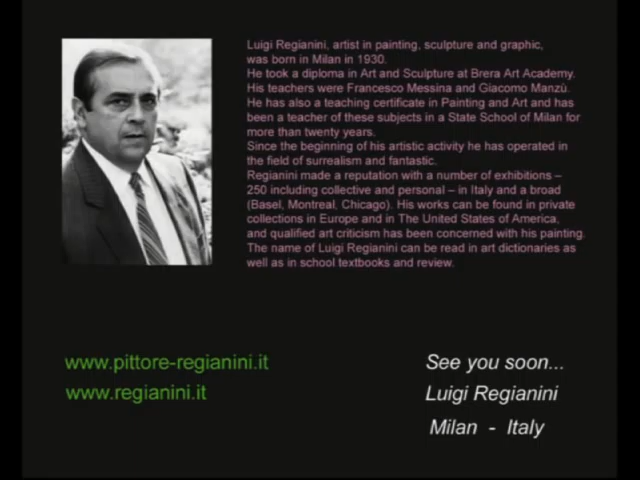 Luigi Regianini, artist in painting, sculpture and graphic,
was born in Milan in 1930.
He took a diploma in Art and Sculpture at Brera Art Academy.
His teachers were Francesco Messina and Giacomo Manzù.
He has also a teaching certificate in Painting and Art and has
been a teacher of these subjects in a State School of Milan for
more than twenty years.
Since the beginning of his artistic activity he has operated in
the field of surrealism and fantastic.
Regianini made a reputation with a number of exhibitions –
250 including collective and personal – in Italy and a broad
(Basel, Montreal, Chicago). His works can be found in private
collections in Europe and in The United States of America,
and qualified art criticism has been concerned with his painting.
The name of Luigi Regianini can be read in art dictionaries as
well as in school textbooks and review.
www.pittore-regianini.it
www.regianini.it
See you soon...
Luigi Regianini
Milan - Italy